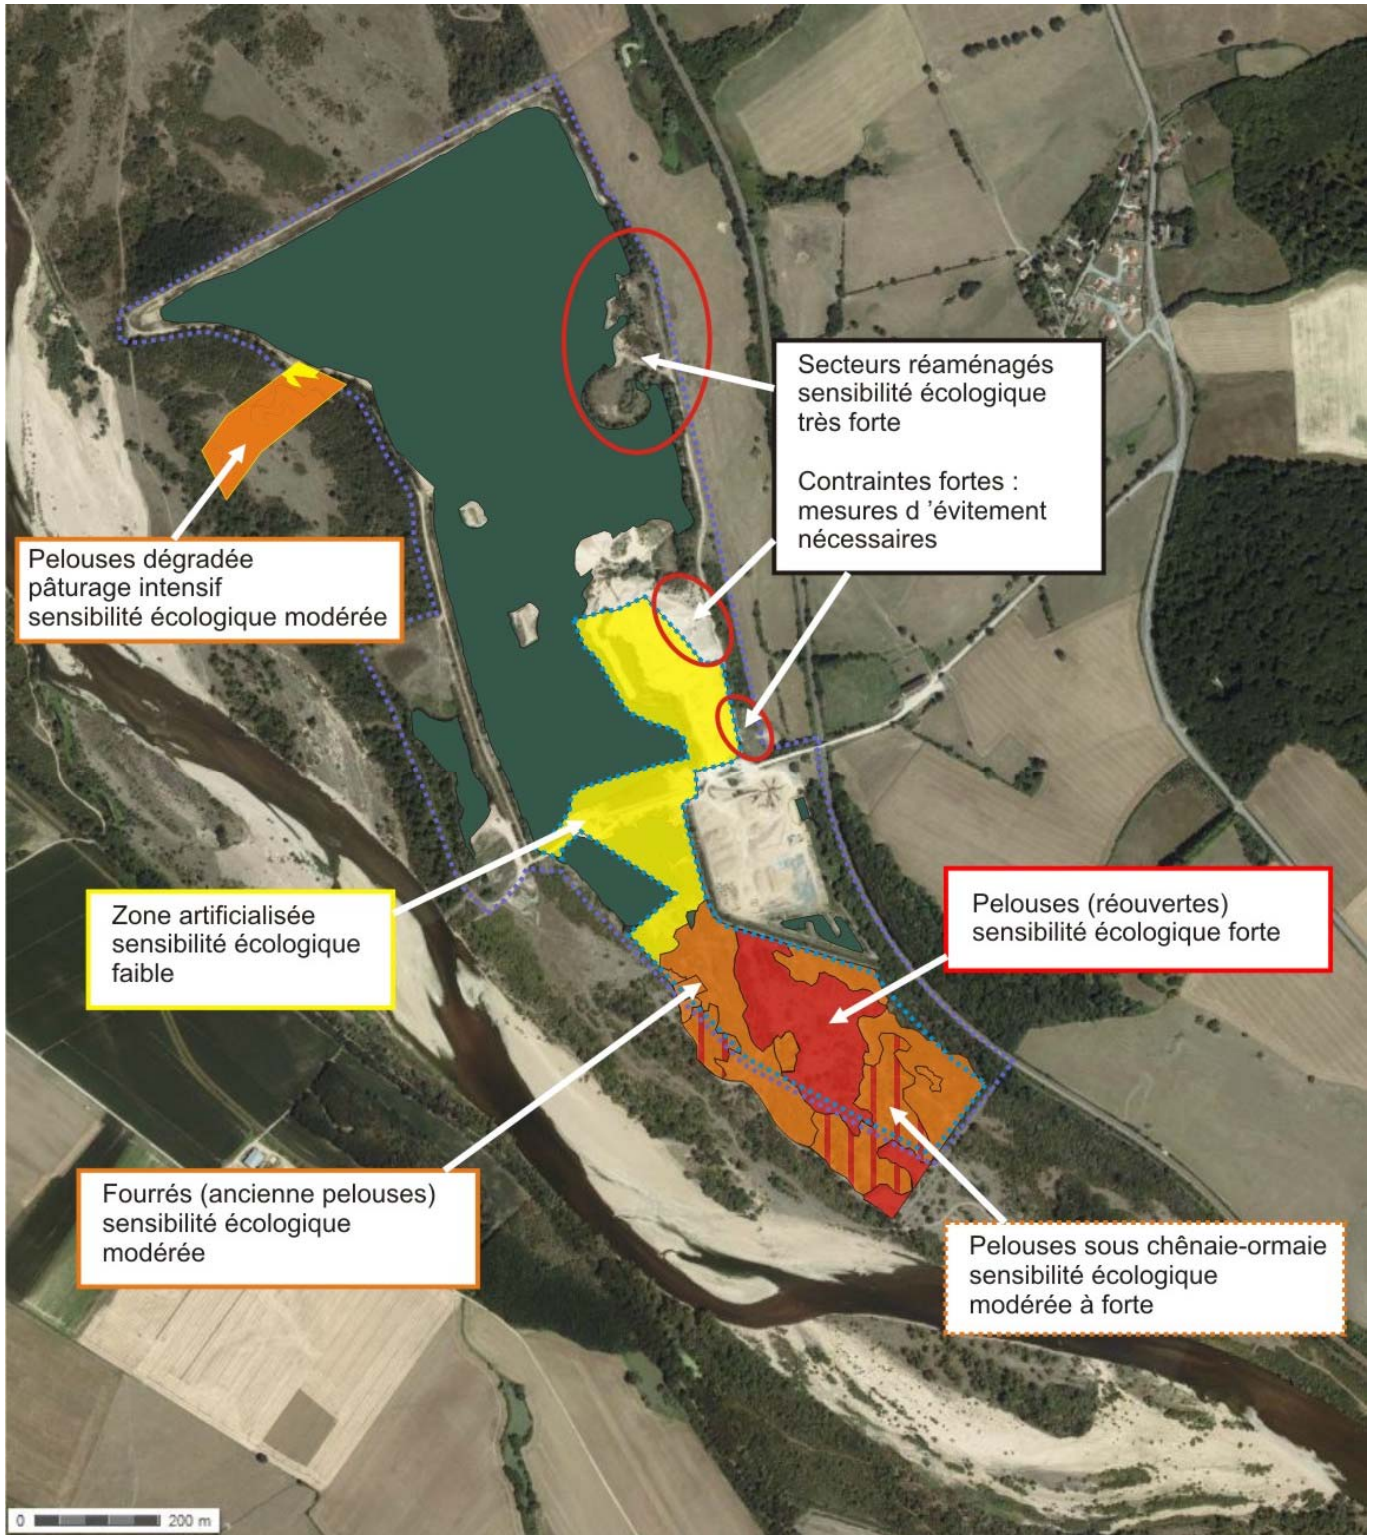 Secteurs réaménagés
sensibilité écologique
très forte
Contraintes fortes :
mesures d ’évitement
nécessaires
Pelouses dégradée
pâturage intensif
sensibilité écologique modérée
Zone artificialisée
sensibilité écologique
faible
Pelouses (réouvertes)
sensibilité écologique forte
Fourrés (ancienne pelouses)
sensibilité écologique
modérée
Pelouses sous chênaie-ormaie
sensibilité écologique
modérée à forte
0 200 m